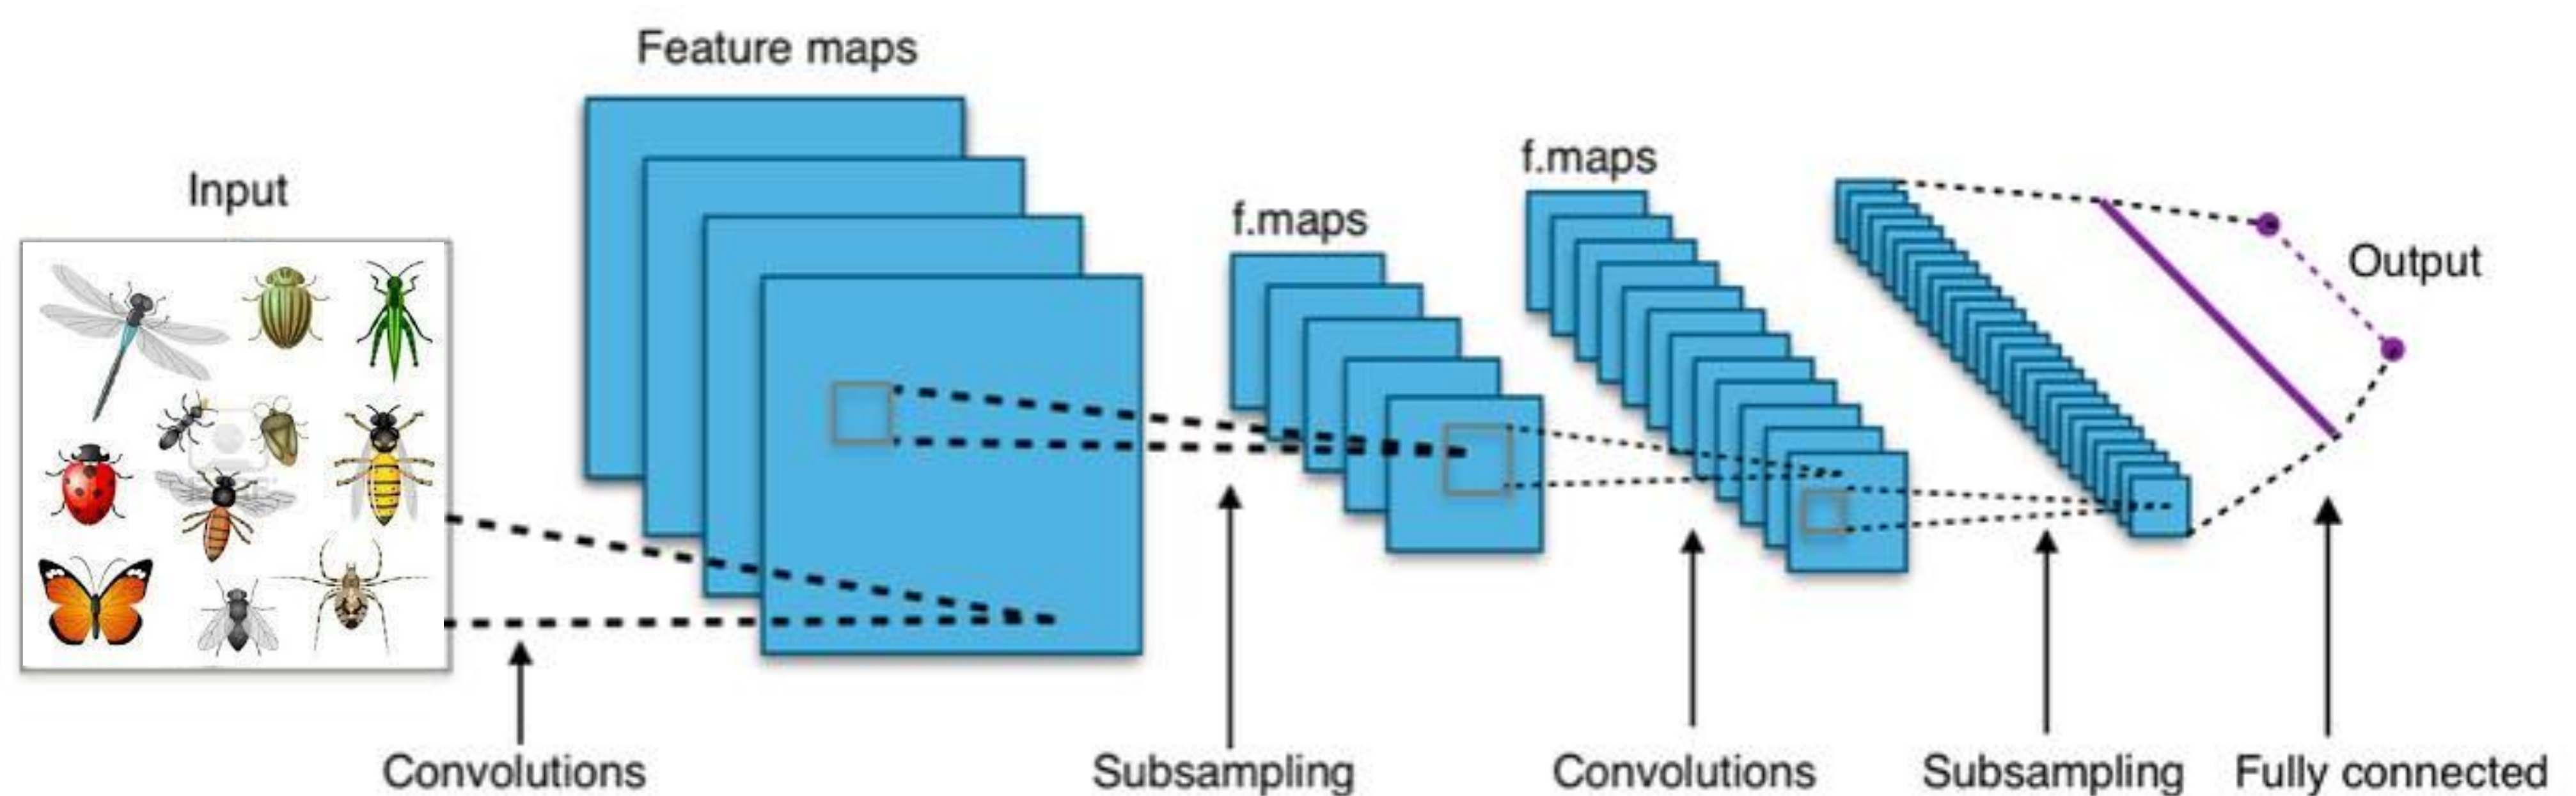 Feature maps
f.maps
f.maps
Input
Output
Convolutions
Subsampling
Convolutions
Subsampling
Fully connected